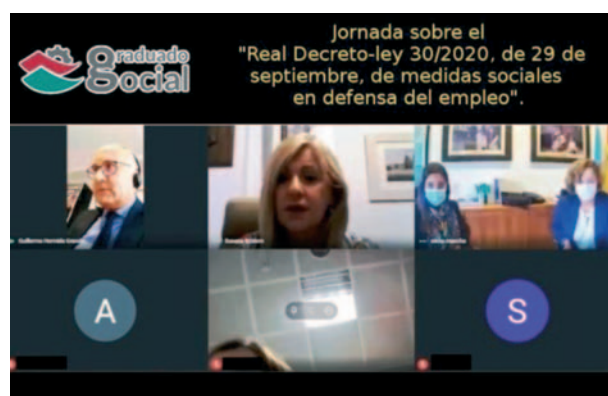 Graduado
Social
Jornada sobre el
"Real Decreto-ley 30/2020, de 29 de
septiembre, de medidas sociales
en defensa del empleo".
A
S